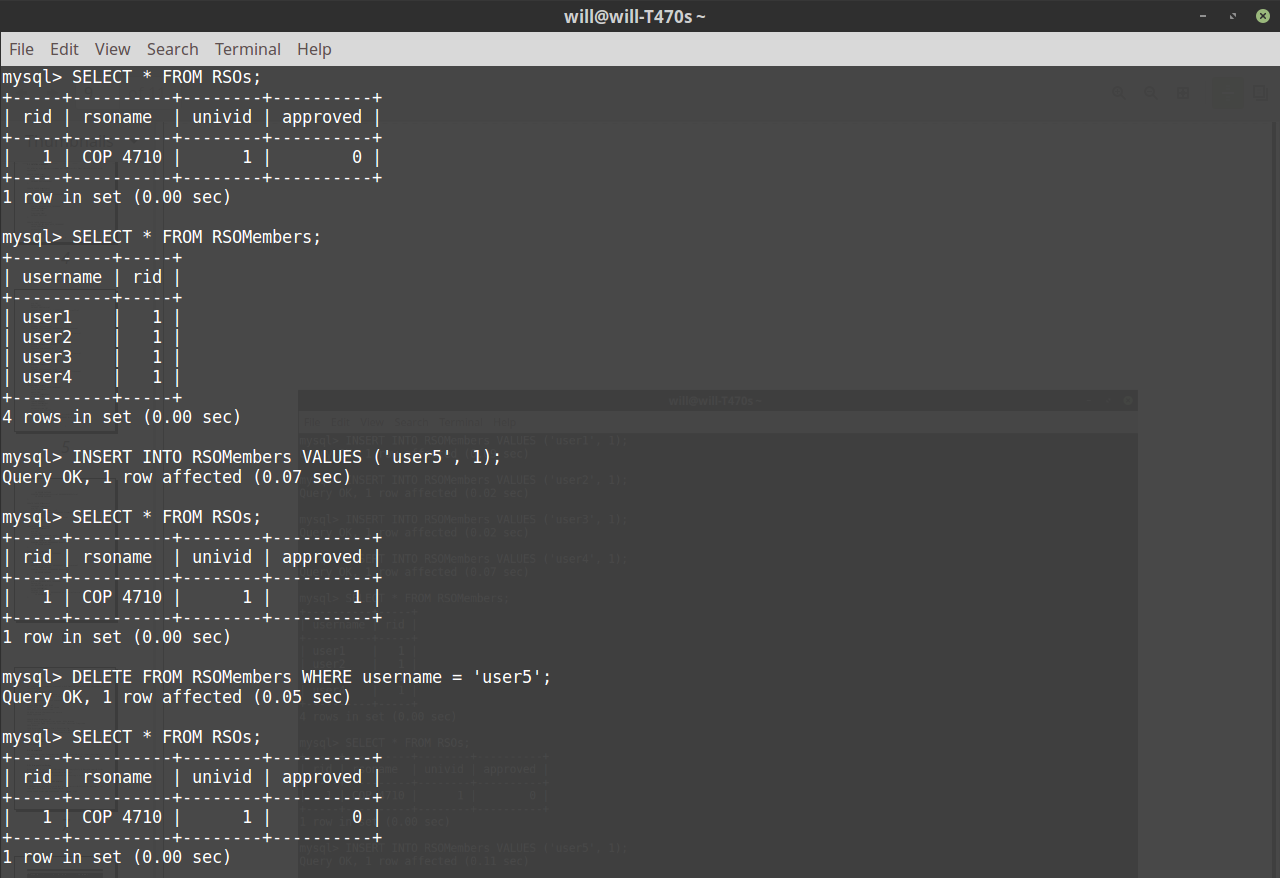 will@will-T470s ~
File Edit View Search Terminal Help
mysql> SELECT * FROM RSOs;
+-----+----------+--------+----------+
| rid | rsoname  | univid | approved |
+-----+----------+--------+----------+
|   1 | COP 4710 |      1 |        0 |
+-----+----------+--------+----------+
1 row in set (0.00 sec)

mysql> SELECT * FROM RSOMembers;
+----------+-----+
| username | rid |
+----------+-----+
| user1    |   1 |
| user2    |   1 |
| user3    |   1 |
| user4    |   1 |
+----------+-----+
4 rows in set (0.00 sec)

mysql> INSERT INTO RSOMembers VALUES ('user5', 1);
Query OK, 1 row affected (0.07 sec)

mysql> SELECT * FROM RSOs;
+-----+----------+--------+----------+
| rid | rsoname  | univid | approved |
+-----+----------+--------+----------+
|   1 | COP 4710 |      1 |        1 |
+-----+----------+--------+----------+
1 row in set (0.00 sec)

mysql> DELETE FROM RSOMembers WHERE username = 'user5';
Query OK, 1 row affected (0.05 sec)

mysql> SELECT * FROM RSOs;
+-----+----------+--------+----------+
| rid | rsoname  | univid | approved |
+-----+----------+--------+----------+
|   1 | COP 4710 |      1 |        0 |
+-----+----------+--------+----------+
1 row in set (0.00 sec)